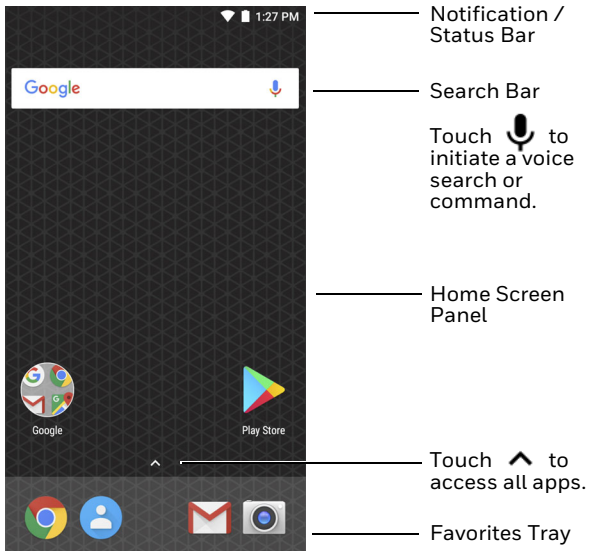 1:27 PM
Notification /
Status Bar
Google
Search Bar
Touch to
initiate a voice
search or
command.
Home Screen
Panel
Google
Play Store
Touch to
access all apps.
Favorites Tray